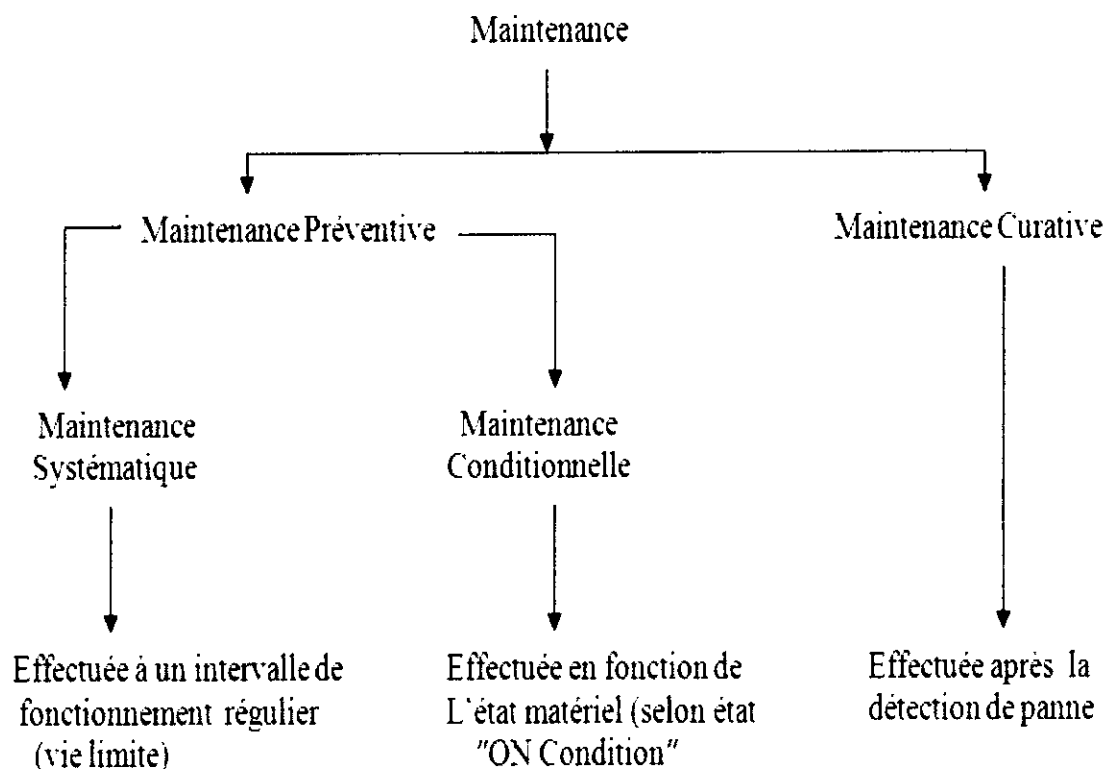 Maintenance
Maintenance Préventive
Maintenance Curative
Maintenance
Systématique
Maintenance
Conditionnelle
Effectuée à un intervalle de
fonctionnement régulier
(vie limite)
Effectuée en fonction de
L'état matériel (selon état
"ON Condition"
Effectuée après la
détection de panne